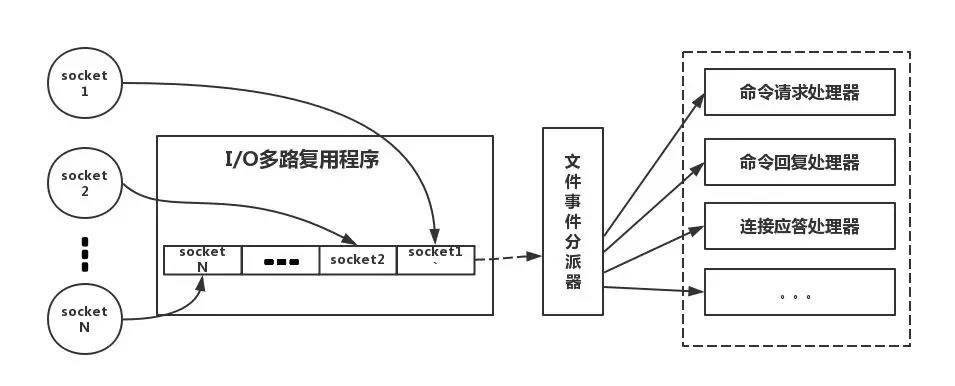 socket
1
socket
2
socket
N
I/O多路复用程序
socket
N
socket2
socket1
`
文件事件分派器
命令请求处理器
命令回复处理器
连接应答处理器
。。。